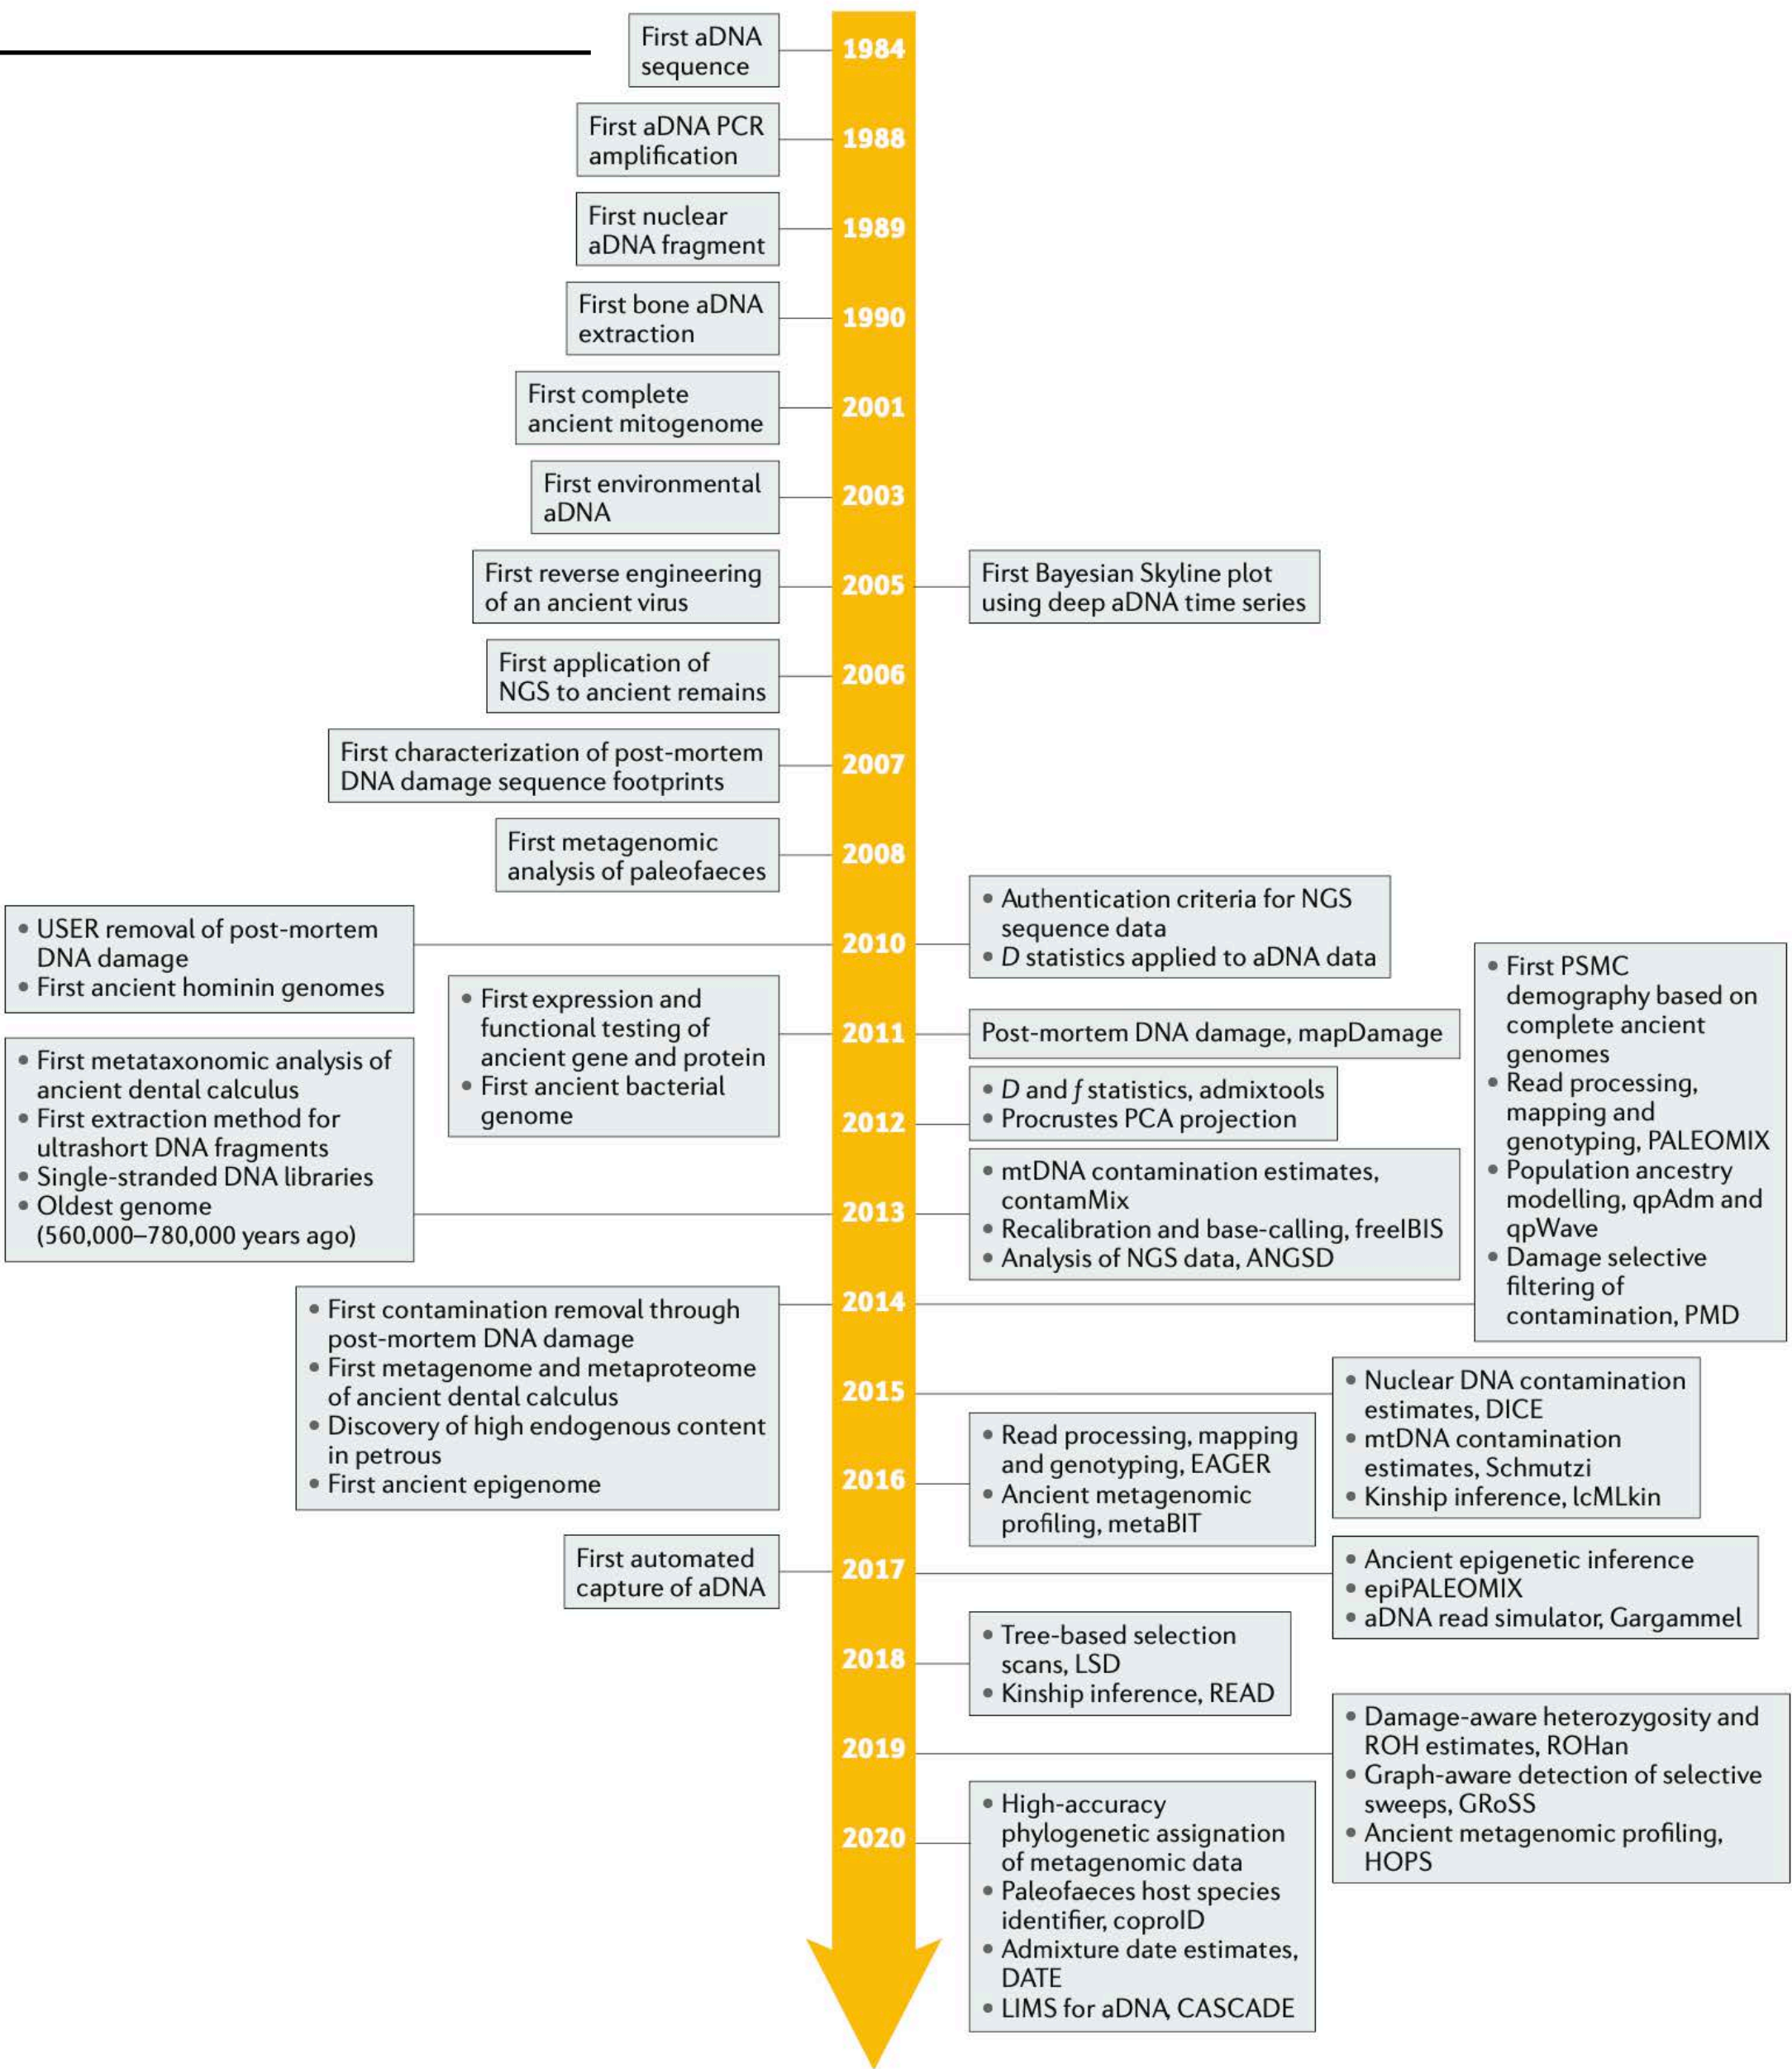 First aDNA
sequence
1984
First aDNA PCR
amplification
1988
First nuclear
aDNA fragment
1989
First bone aDNA
extraction
1990
First complete
ancient mitogenome
2001
First environmental
aDNA
2003
First reverse engineering
of an ancient virus
2005
First Bayesian Skyline plot
using deep aDNA time series
First application of
NGS to ancient remains
2006
First characterization of post-mortem
DNA damage sequence footprints
2007
First metagenomic
analysis of paleofaeces
2008
• USER removal of post-mortem
DNA damage
• First ancient hominin genomes
2010
• Authentication criteria for NGS
sequence data
• D statistics applied to aDNA data
• First expression and
functional testing of
ancient gene and protein
• First ancient bacterial
genome
2011
Post-mortem DNA damage, mapDamage
2012
• D and f statistics, admixtools
• Procrustes PCA projection
• First metataxonomic analysis of
ancient dental calculus
• First extraction method for
ultrashort DNA fragments
• Single-stranded DNA libraries
• Oldest genome
(560,000–780,000 years ago)
2013
• mtDNA contamination estimates,
contamMix
• Recalibration and base-calling, freeIBIS
• Analysis of NGS data, ANGSD
• First contamination removal through
post-mortem DNA damage
• First metagenome and metaproteome
of ancient dental calculus
• Discovery of high endogenous content
in petrous
• First ancient epigenome
2014
• First PSMC
demography based on
complete ancient
genomes
• Read processing,
mapping and
genotyping, PALEOMIX
• Population ancestry
modelling, qpAdm and
qpWave
• Damage selective
filtering of
contamination, PMD
2015
• Nuclear DNA contamination
estimates, DICE
• mtDNA contamination
estimates, Schmutzi
• Kinship inference, lcMLkin
2016
• Read processing, mapping
and genotyping, EAGER
• Ancient metagenomic
profiling, metaBIT
First automated
capture of aDNA
2017
• Ancient epigenetic inference
• epiPALEOMIX
• aDNA read simulator, Gargammel
2018
• Tree-based selection
scans, LSD
• Kinship inference, READ
2019
• Damage-aware heterozygosity and
ROH estimates, ROHan
• Graph-aware detection of selective
sweeps, GRoSS
• Ancient metagenomic profiling,
HOPS
2020
• High-accuracy
phylogenetic assignation
of metagenomic data
• Paleofaeces host species
identifier, coproID
• Admixture date estimates,
DATE
• LIMS for aDNA, CASCADE